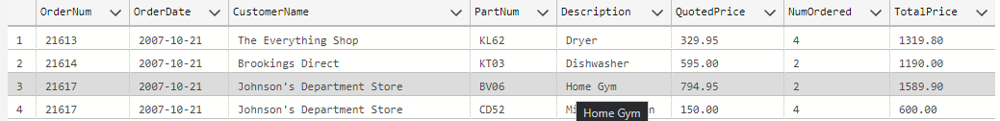 OrderNum OrderDate CustomerName PartNum Description QuotedPrice NumOrdered TotalPrice
1 21613 2007-10-21 The Everything Shop KL62 Dryer 329.95 4 1319.80
2 21614 2007-10-21 Brookings Direct KT03 Dishwasher 595.00 2 1190.00
3 21617 2007-10-21 Johnson's Department Store BV06 Home Gym 794.95 2 1589.90
4 21617 2007-10-21 Johnson's Department Store CD52 150.00 4 600.00
Home Gym